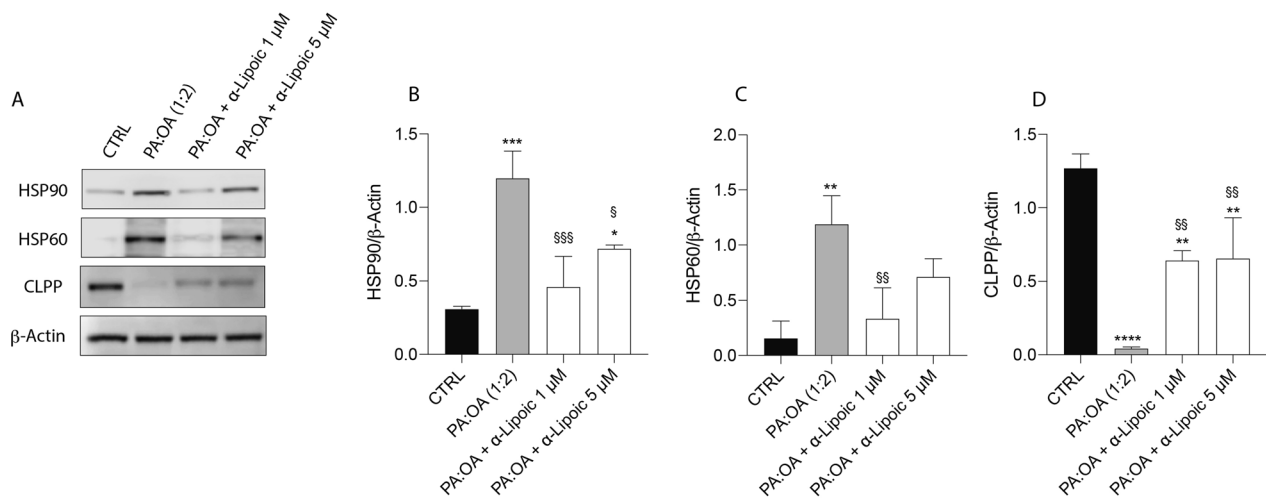 A
CTRL
PA:OA (1:2)
PA:OA + α-Lipoic 1 µM
PA:OA + α-Lipoic 5 µM
HSP90
HSP60
CLPP
β-Actin
B
HSP90/β-Actin
1.5
1.0
0.5
0.0
***
§§§
§
*
CTRL
PA:OA (1:2)
PA:OA + α-Lipoic 1 µM
PA:OA + α-Lipoic 5 µM
C
HSP60/β-Actin
2.0
1.5
1.0
0.5
0.0
**
§§
CTRL
PA:OA (1:2)
PA:OA + α-Lipoic 1 µM
PA:OA + α-Lipoic 5 µM
D
CLPP/β-Actin
1.5
1.0
0.5
0.0
****
§§
**
§§
**
CTRL
PA:OA (1:2)
PA:OA + α-Lipoic 1 µM
PA:OA + α-Lipoic 5 µM